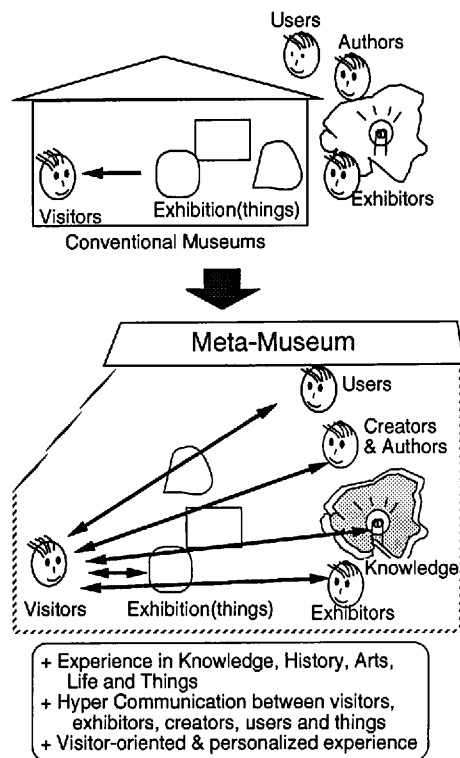 Users
Authors
Visitors
Exhibition(things)
Exhibitors
Conventional Museums
Meta-Museum
Users
Creators
& Authors
Knowledge
Visitors
Exhibition(things)
Exhibitors
+ Experience in Knowledge, History, Arts,
Life and Things
+ Hyper Communication between visitors,
exhibitors, creators, users and things
+ Visitor-oriented & personalized experience